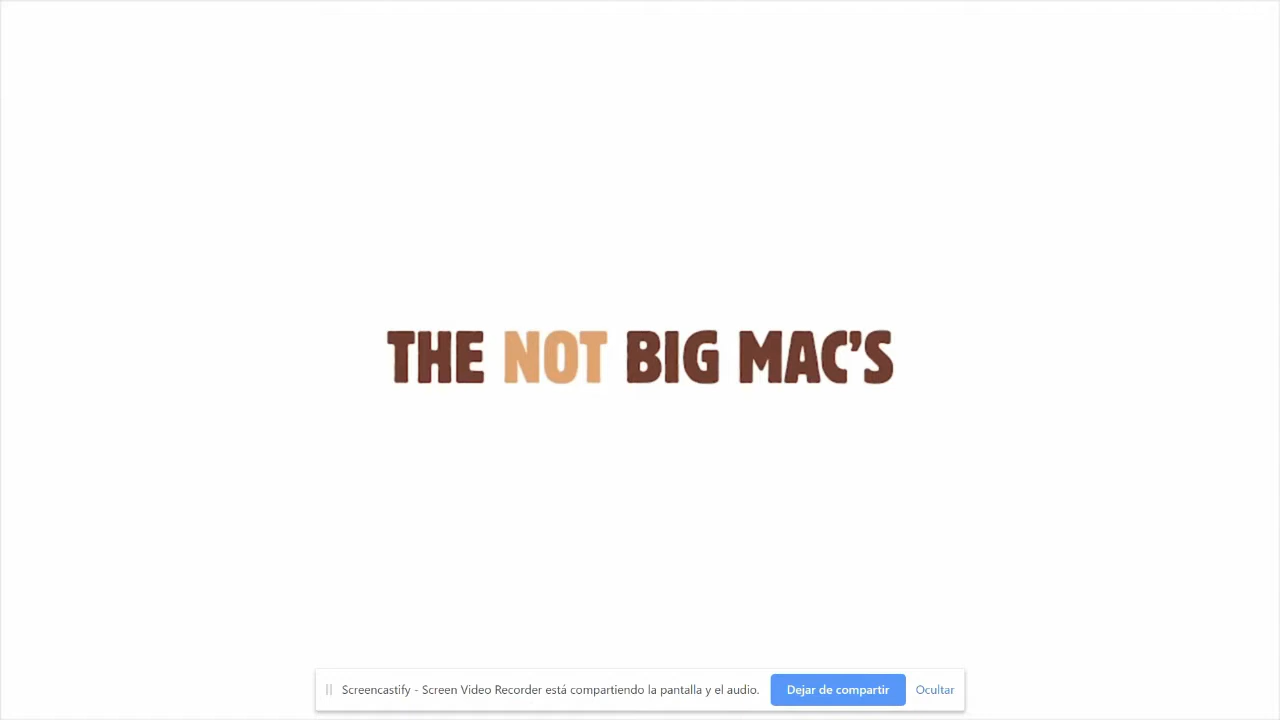 THE NOT BIG MAC'S
Screencastify - Screen Video Recorder está compartiendo la pantalla y el audio. Dejar de compartir Ocultar